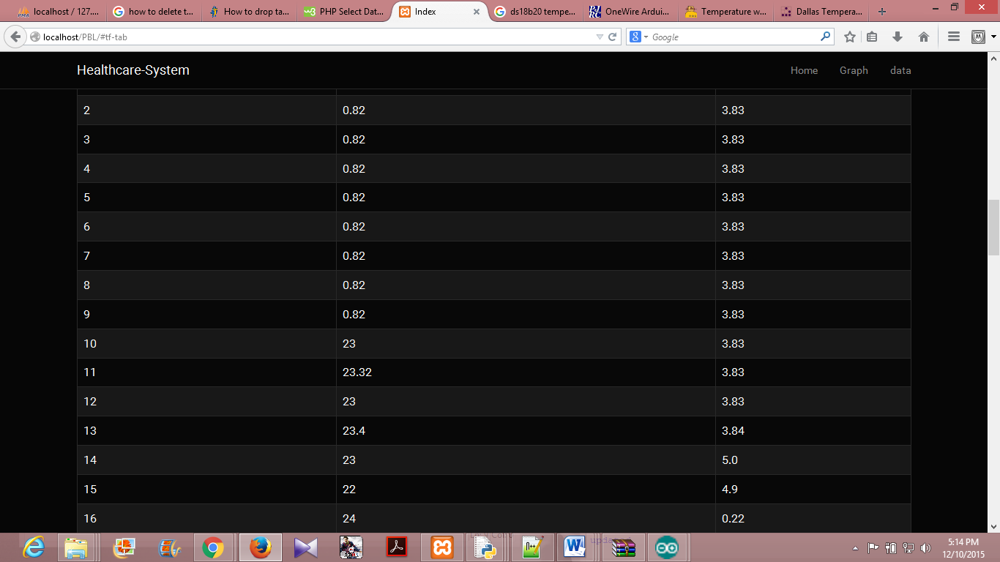 localhost / 127.... how to delete t... How to drop ta... PHP Select Dat... Index ds18b20 tempe... OneWire Ardui... Temperature w... Dallas Tempera...
localhost/PBL/#tf-tab Google
Healthcare-System Home Graph data
2 0.82 3.83
3 0.82 3.83
4 0.82 3.83
5 0.82 3.83
6 0.82 3.83
7 0.82 3.83
8 0.82 3.83
9 0.82 3.83
10 23 3.83
11 23.32 3.83
12 23 3.83
13 23.4 3.84
14 23 5.0
15 22 4.9
16 24 0.22
5:14 PM
12/10/2015